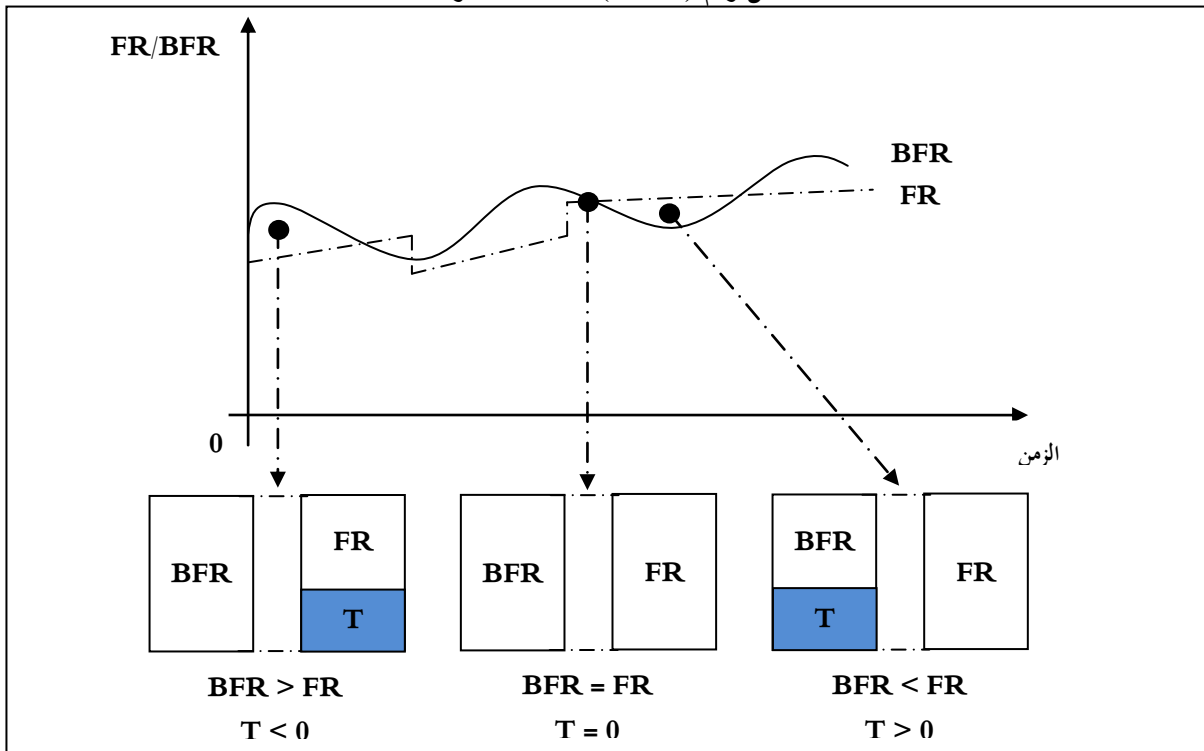 FR/BFR
BFR
FR
0
الزمن
BFR
FR
T
BFR
FR
BFR
T
FR
BFR > FR
BFR = FR
BFR < FR
T < 0
T = 0
T > 0